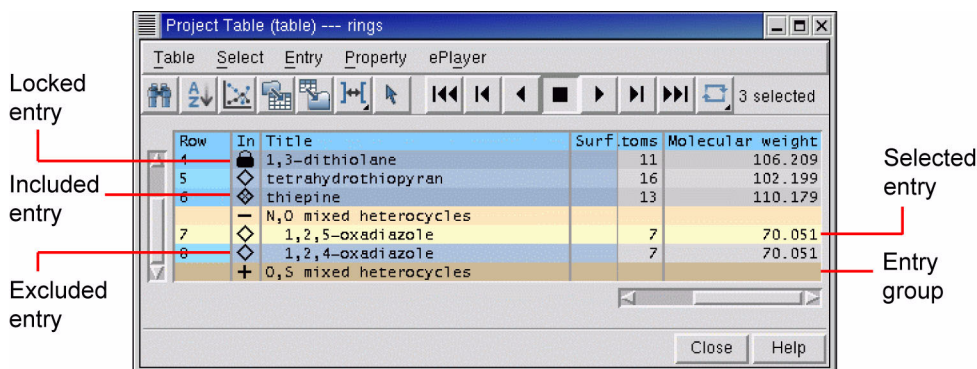 Project Table (table) --- rings
Table Select Entry Property ePlayer
3 selected
Locked
entry
Included
entry
Excluded
entry
Row In Title Surf toms Molecular weight
4 1,3-dithiolane 11 106.209
5 tetrahydrothiopyran 16 102.199
6 thiepine 13 110.179
N,O mixed heterocycles
7 1,2,5-oxadiazole 7 70.051
8 1,2,4-oxadiazole 7 70.051
O,S mixed heterocycles
Selected
entry
Entry
group
Close Help